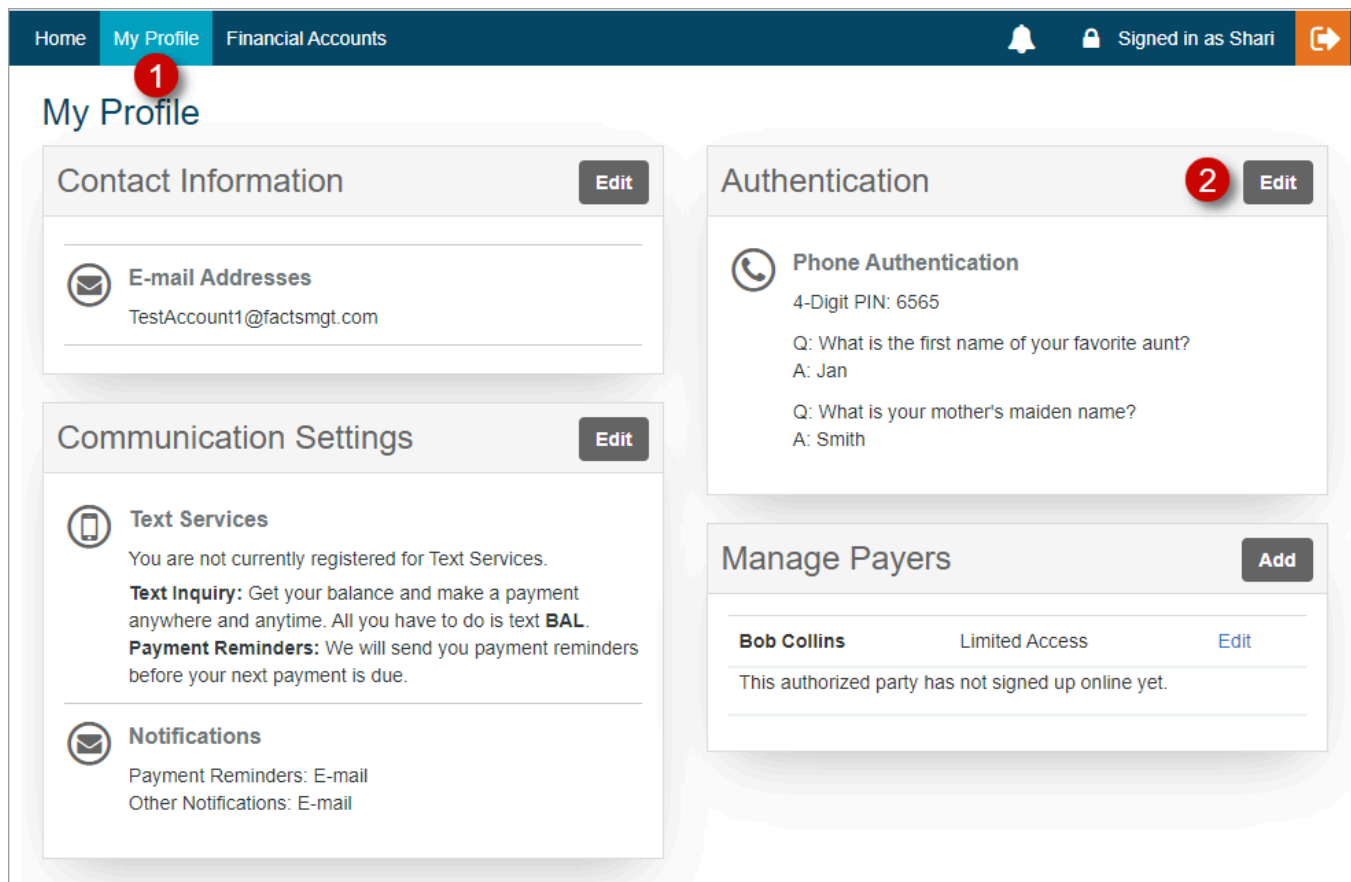 Home My Profile Financial Accounts Signed in as Shari
1
My Profile
Contact Information Edit
E-mail Addresses
TestAccount1@factsmgt.com
Communication Settings Edit
Text Services
You are not currently registered for Text Services.
Text Inquiry: Get your balance and make a payment
anywhere and anytime. All you have to do is text BAL.
Payment Reminders: We will send you payment reminders
before your next payment is due.
Notifications
Payment Reminders: E-mail
Other Notifications: E-mail
Authentication 2 Edit
Phone Authentication
4-Digit PIN: 6565
Q: What is the first name of your favorite aunt?
A: Jan
Q: What is your mother's maiden name?
A: Smith
Manage Payers Add
Bob Collins Limited Access Edit
This authorized party has not signed up online yet.